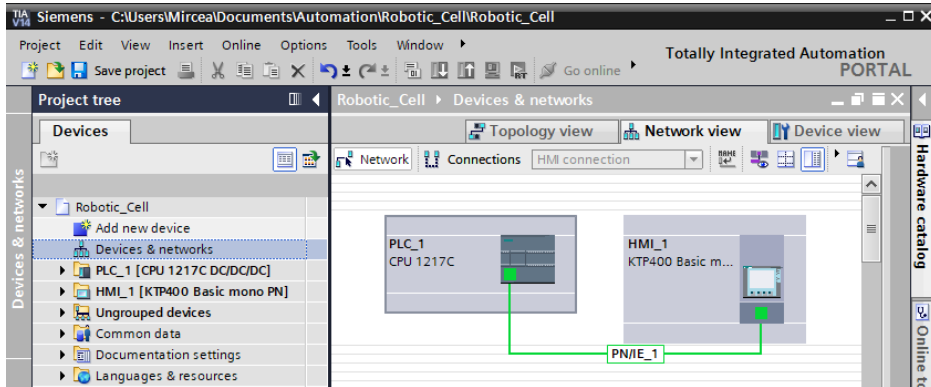 TIA V14 Siemens - C:\Users\Mircea\Documents\Automation\Robotic_Cell\Robotic_Cell
Project Edit View Insert Online Options Tools Window
Totally Integrated Automation
PORTAL
Save project Go online
Project tree
Robotic_Cell Devices & networks
Devices
Topology view Network view Device view
Network Connections HMI connection
NAME
Robotic_Cell
Add new device
Devices & networks
PLC_1 [CPU 1217C DC/DC/DC]
HMI_1 [KTP400 Basic mono PN]
Ungrouped devices
Common data
Documentation settings
Languages & resources
PLC_1
CPU 1217C
HMI_1
KTP400 Basic m...
PN/IE_1
Devices & networks
Hardware catalog
Online